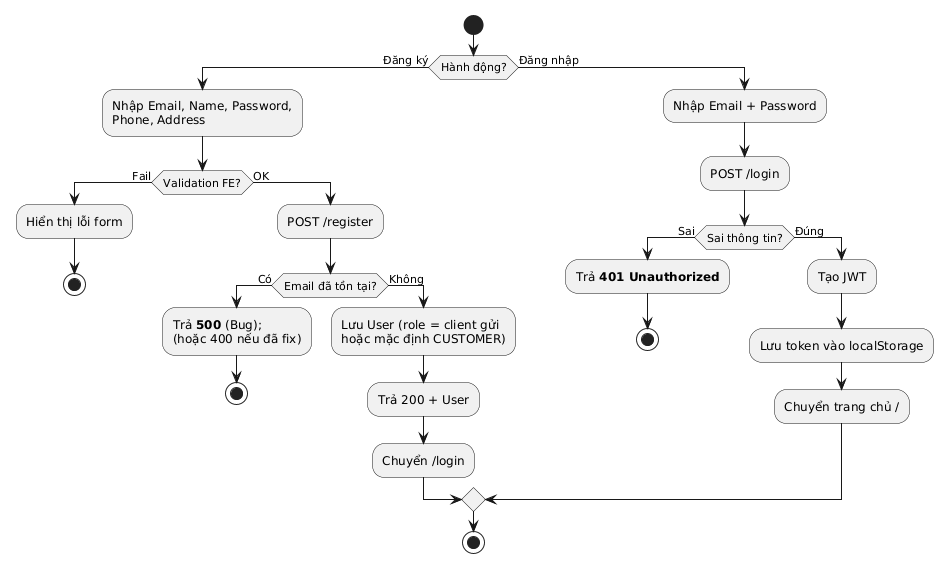 Hành động?
Đăng ký
Đăng nhập
Nhập Email, Name, Password,
Phone, Address
Validation FE?
Fail
OK
Hiển thị lỗi form
POST /register
Email đã tồn tại?
Có
Không
Trả 500 (Bug);
(hoặc 400 nếu đã fix)
Lưu User (role = client gửi
hoặc mặc định CUSTOMER)
Trả 200 + User
Chuyển /login
Nhập Email + Password
POST /login
Sai thông tin?
Sai
Đúng
Trả 401 Unauthorized
Tạo JWT
Lưu token vào localStorage
Chuyển trang chủ /